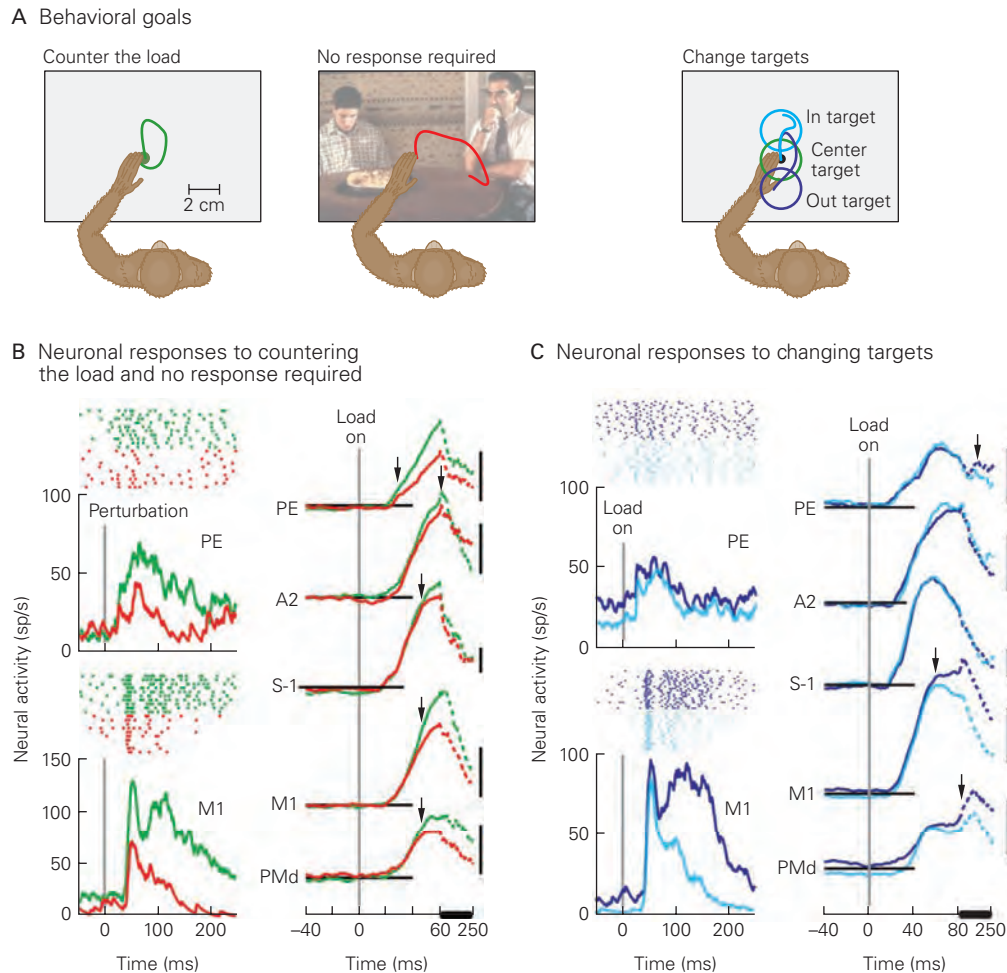 A Behavioral goals
Counter the load
2 cm
No response required
Change targets
In target
Center
target
Out target
B Neuronal responses to countering
the load and no response required
Neural activity (sp/s)
100
50
0
Perturbation
PE
150
100
50
0
M1
0 100 200
Time (ms)
Load
on
PE
A2
S-1
M1
PMd
–40 0 60 250
Time (ms)
C Neuronal responses to changing targets
Neural activity (sp/s)
100
50
0
Load
on
PE
100
50
0
M1
0 100 200
Time (ms)
Load
on
PE
A2
S-1
M1
PMd
–40 0 40 80 250
Time (ms)